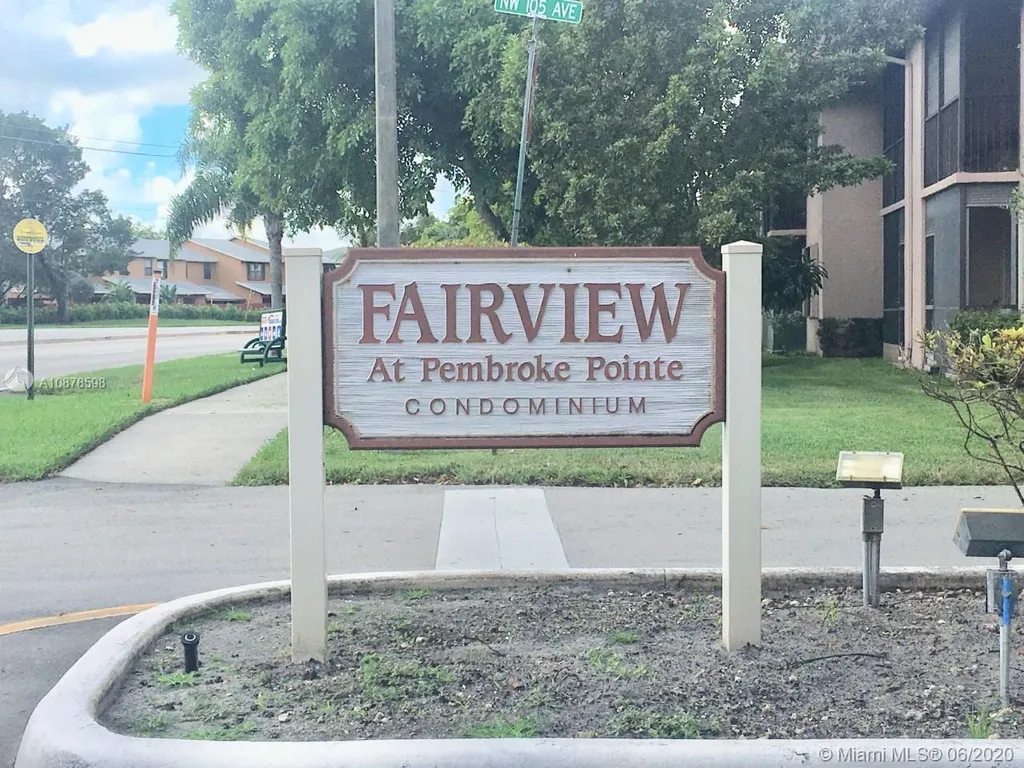 NW 105 AVE
FAIRVIEW
At Pembroke Pointe
CONDOMINIUM
A10878598
© Miami MLS® 06/2020